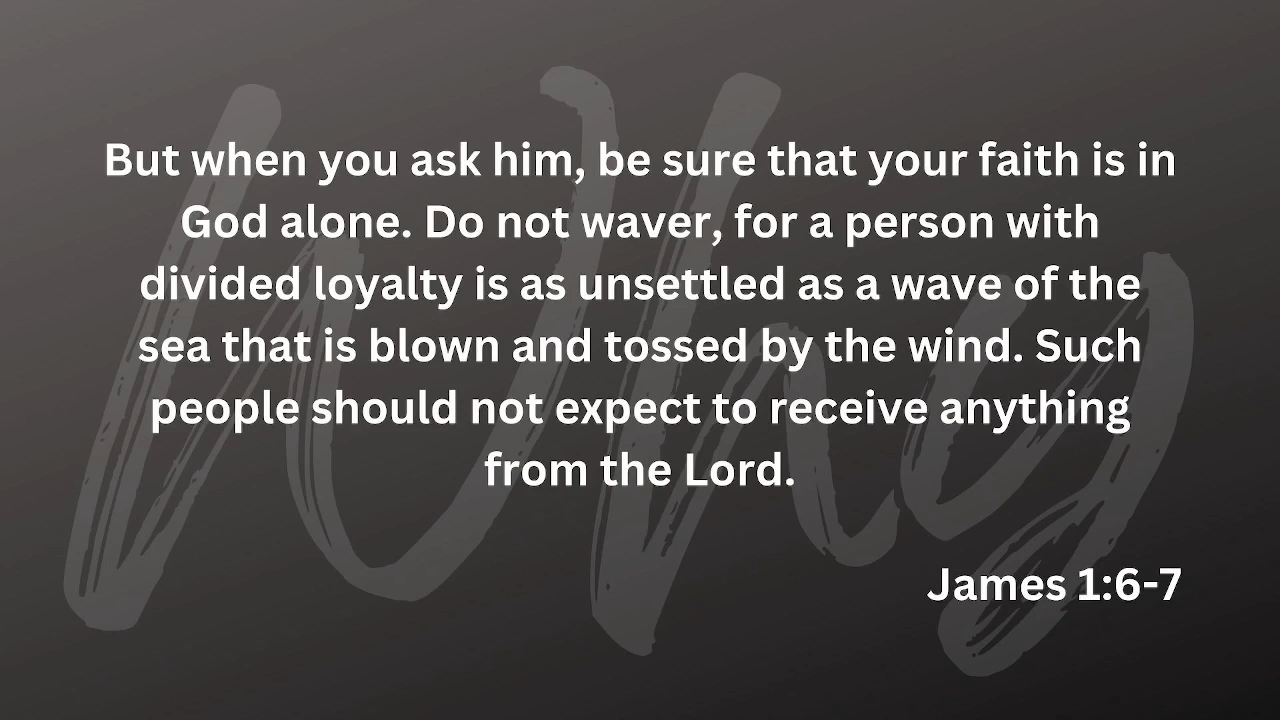 Why
But when you ask him, be sure that your faith is in
God alone. Do not waver, for a person with
divided loyalty is as unsettled as a wave of the
sea that is blown and tossed by the wind. Such
people should not expect to receive anything
from the Lord.
James 1:6-7